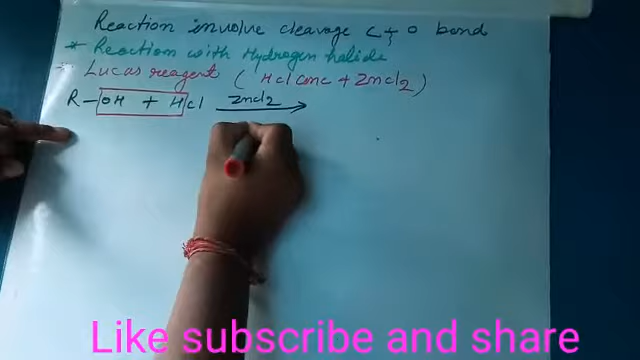 Reaction involve cleavage C + O bond
* Reaction with Hydrogen halide
Lucas reagent ( HCl conc + ZnCl2 )
R - OH + HCl ZnCl2 →
Like subscribe and share